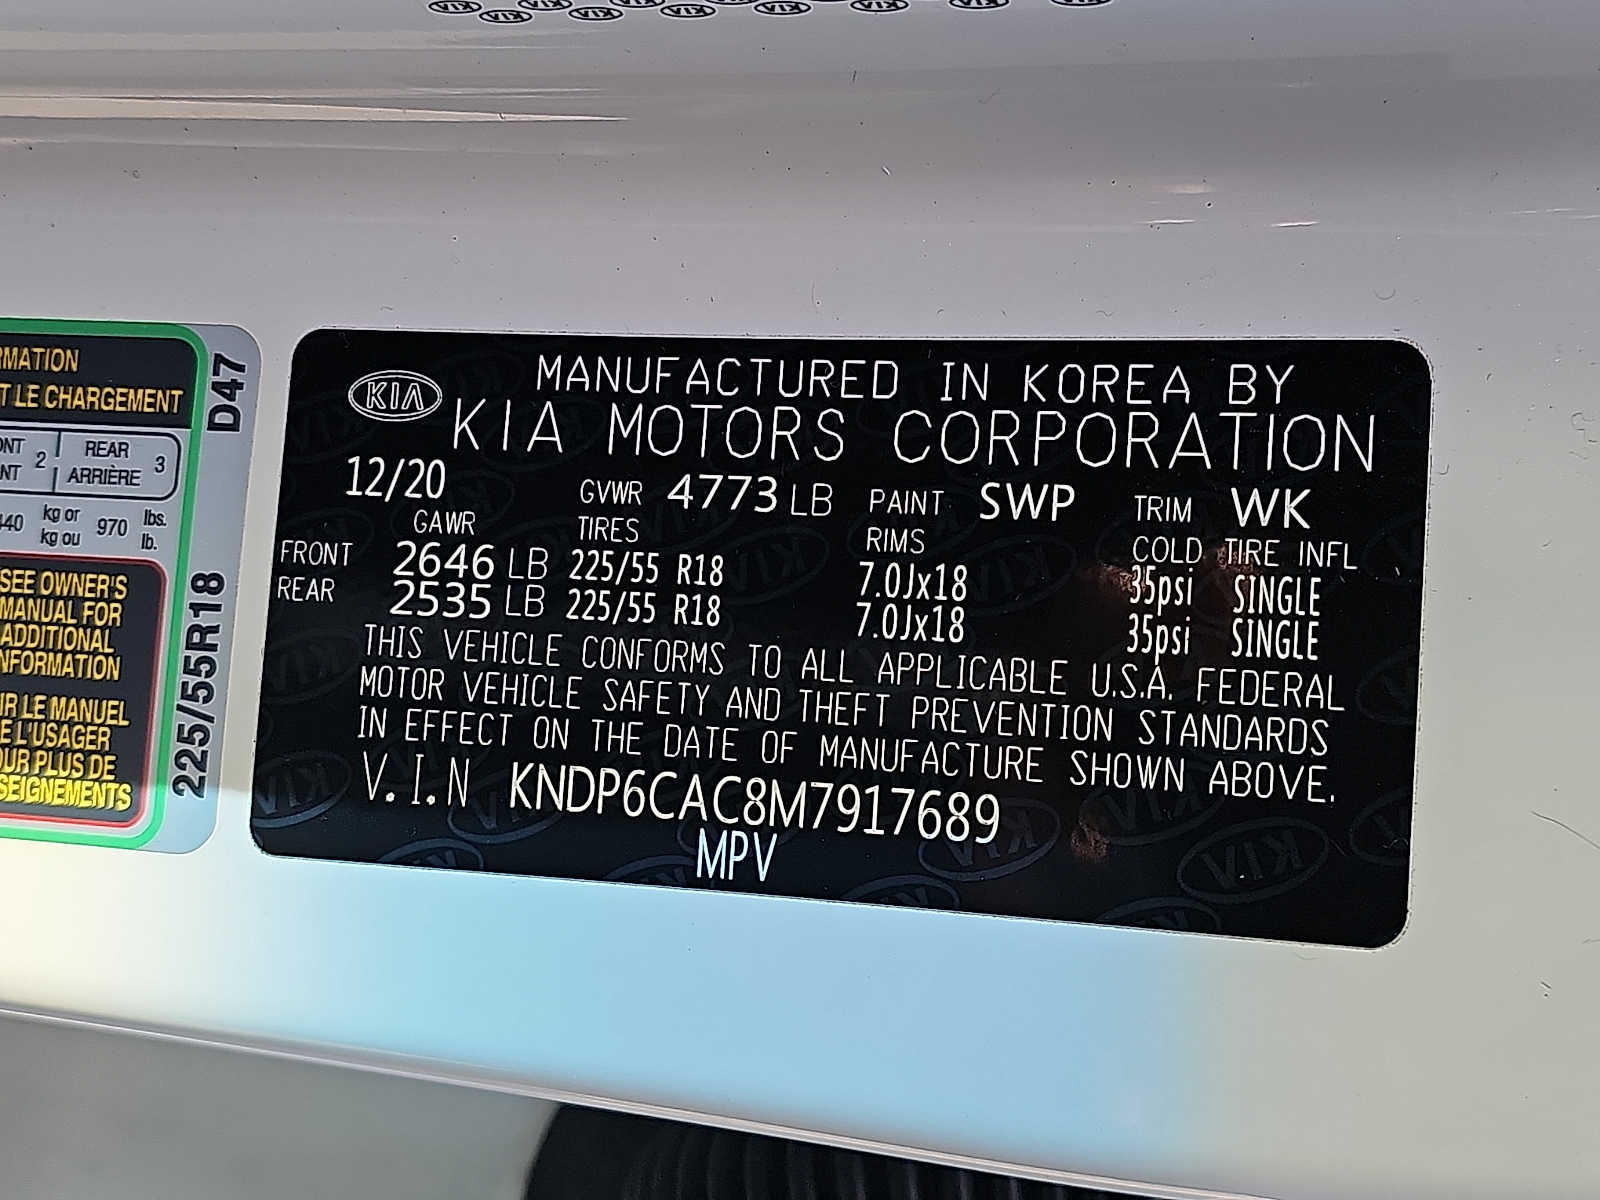 RMATION
T LE CHARGEMENT
ONT 2 REAR 3
NT ARRIÈRE
440 kg or 970 lbs.
kg ou lb.
SEE OWNER'S
MANUAL FOR
ADDITIONAL
NFORMATION
IR LE MANUEL
E L'USAGER
OUR PLUS DE
SEIGNEMENTS
D47
225/55R18
KIA
MANUFACTURED IN KOREA BY
KIA MOTORS CORPORATION
12/20 GVWR 4773 LB PAINT SWP TRIM WK
GAWR TIRES RIMS COLD TIRE INFL
FRONT 2646 LB 225/55 R18 7.0Jx18 35psi SINGLE
REAR 2535 LB 225/55 R18 7.0Jx18 35psi SINGLE
THIS VEHICLE CONFORMS TO ALL APPLICABLE U.S.A. FEDERAL
MOTOR VEHICLE SAFETY AND THEFT PREVENTION STANDARDS
IN EFFECT ON THE DATE OF MANUFACTURE SHOWN ABOVE.
V.I.N KNDP6CAC8M7917689
MPV